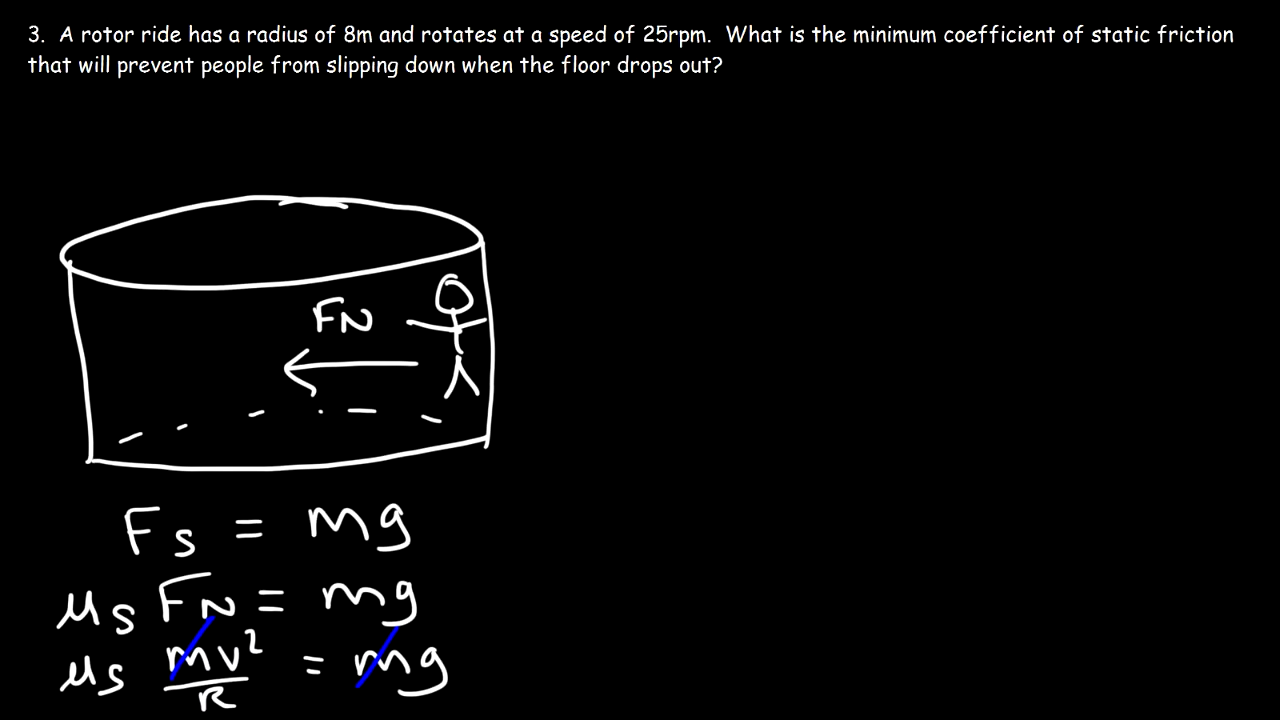 3. A rotor ride has a radius of 8m and rotates at a speed of 25rpm. What is the minimum coefficient of static friction
that will prevent people from slipping down when the floor drops out?
FN
Fs = mg
μs FN = mg
μs mv²/R = mg